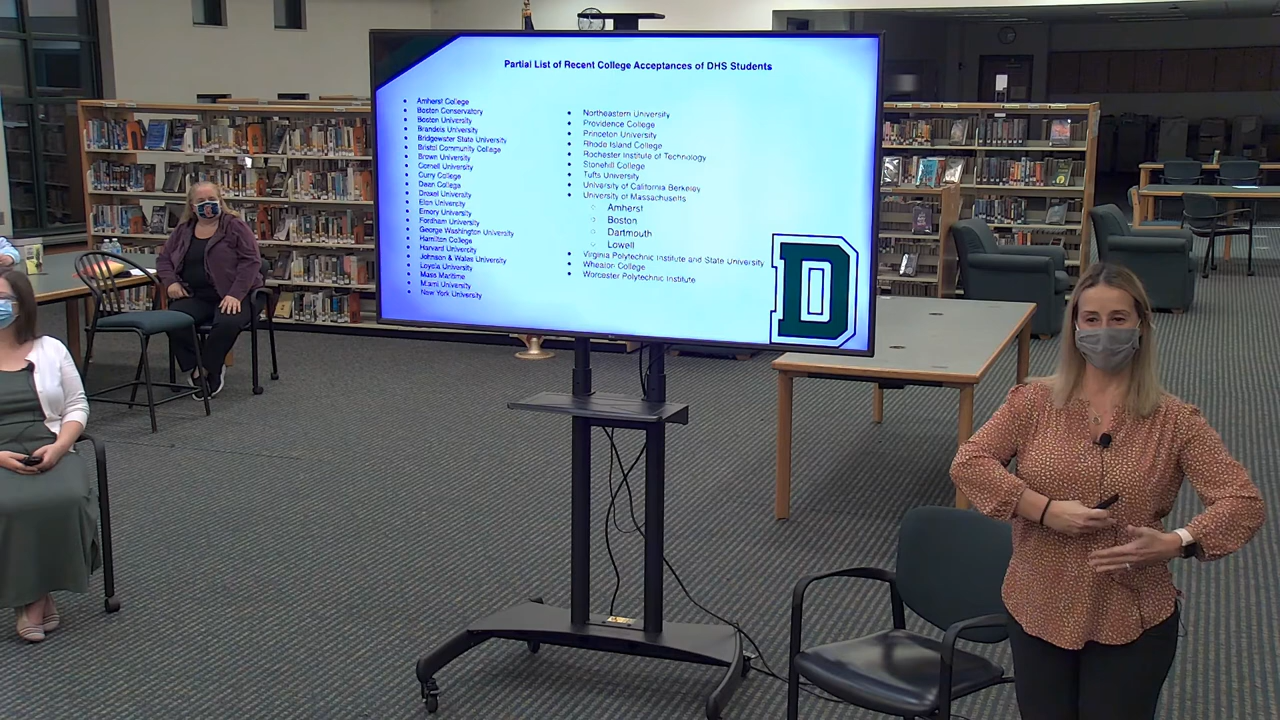 Partial List of Recent College Acceptances of DHS Students
Amherst College
Boston Conservatory
Boston University
Brandeis University
Bridgewater State University
Bristol Community College
Brown University
Cornell University
Curry College
Dean College
Drexel University
Elon University
Emory University
Fordham University
George Washington University
Hamilton College
Harvard University
Johnson & Wales University
Loyola University
Mass Maritime
Miami University
New York University
Northeastern University
Providence College
Princeton University
Rhode Island College
Rochester Institute of Technology
Stonehill College
Tufts University
University of California Berkeley
University of Massachusetts
Amherst
Boston
Dartmouth
Lowell
Virginia Polytechnic Institute and State University
Wheaton College
Worcester Polytechnic Institute
D